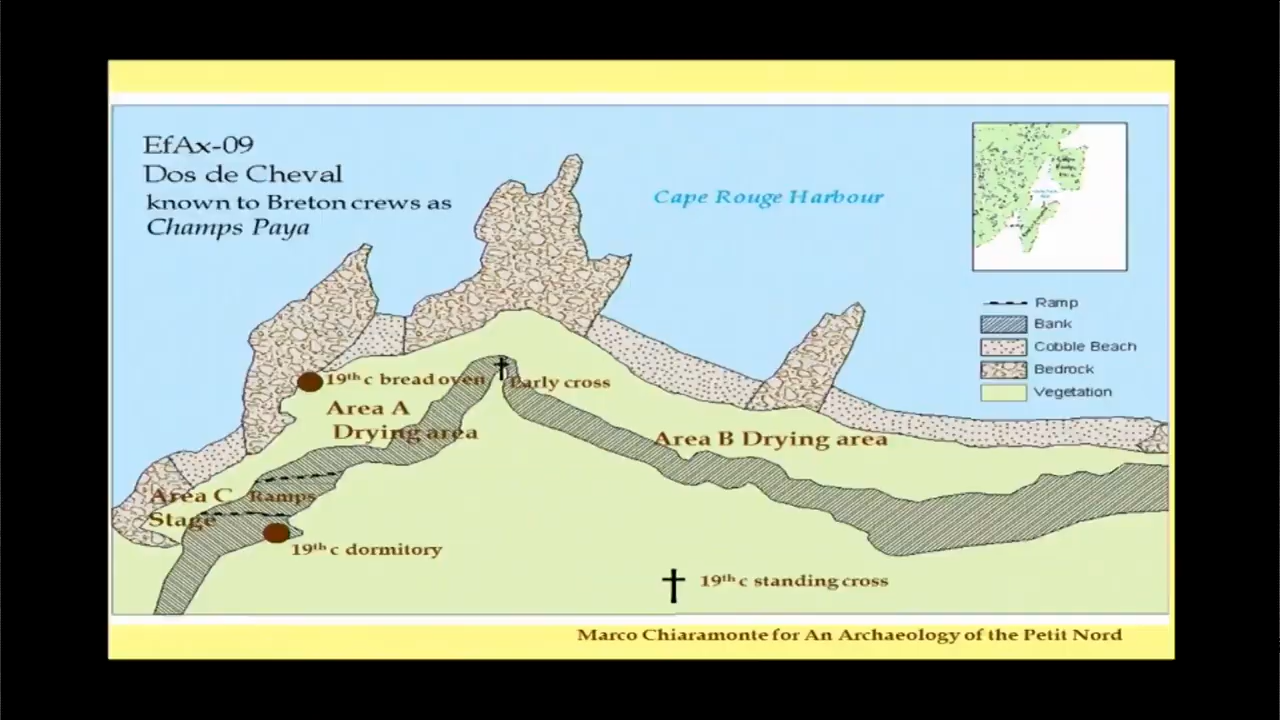 EfAx-09
Dos de Cheval
known to Breton crews as
Champs Paya
Cape Rouge Harbour
Ramp
Bank
Cobble Beach
Bedrock
Vegetation
19th c bread oven
Early cross
Area A
Drying area
Area B Drying area
Area C
Ramps
Stage
19th c dormitory
19th c standing cross
Marco Chiaramonte for An Archaeology of the Petit Nord